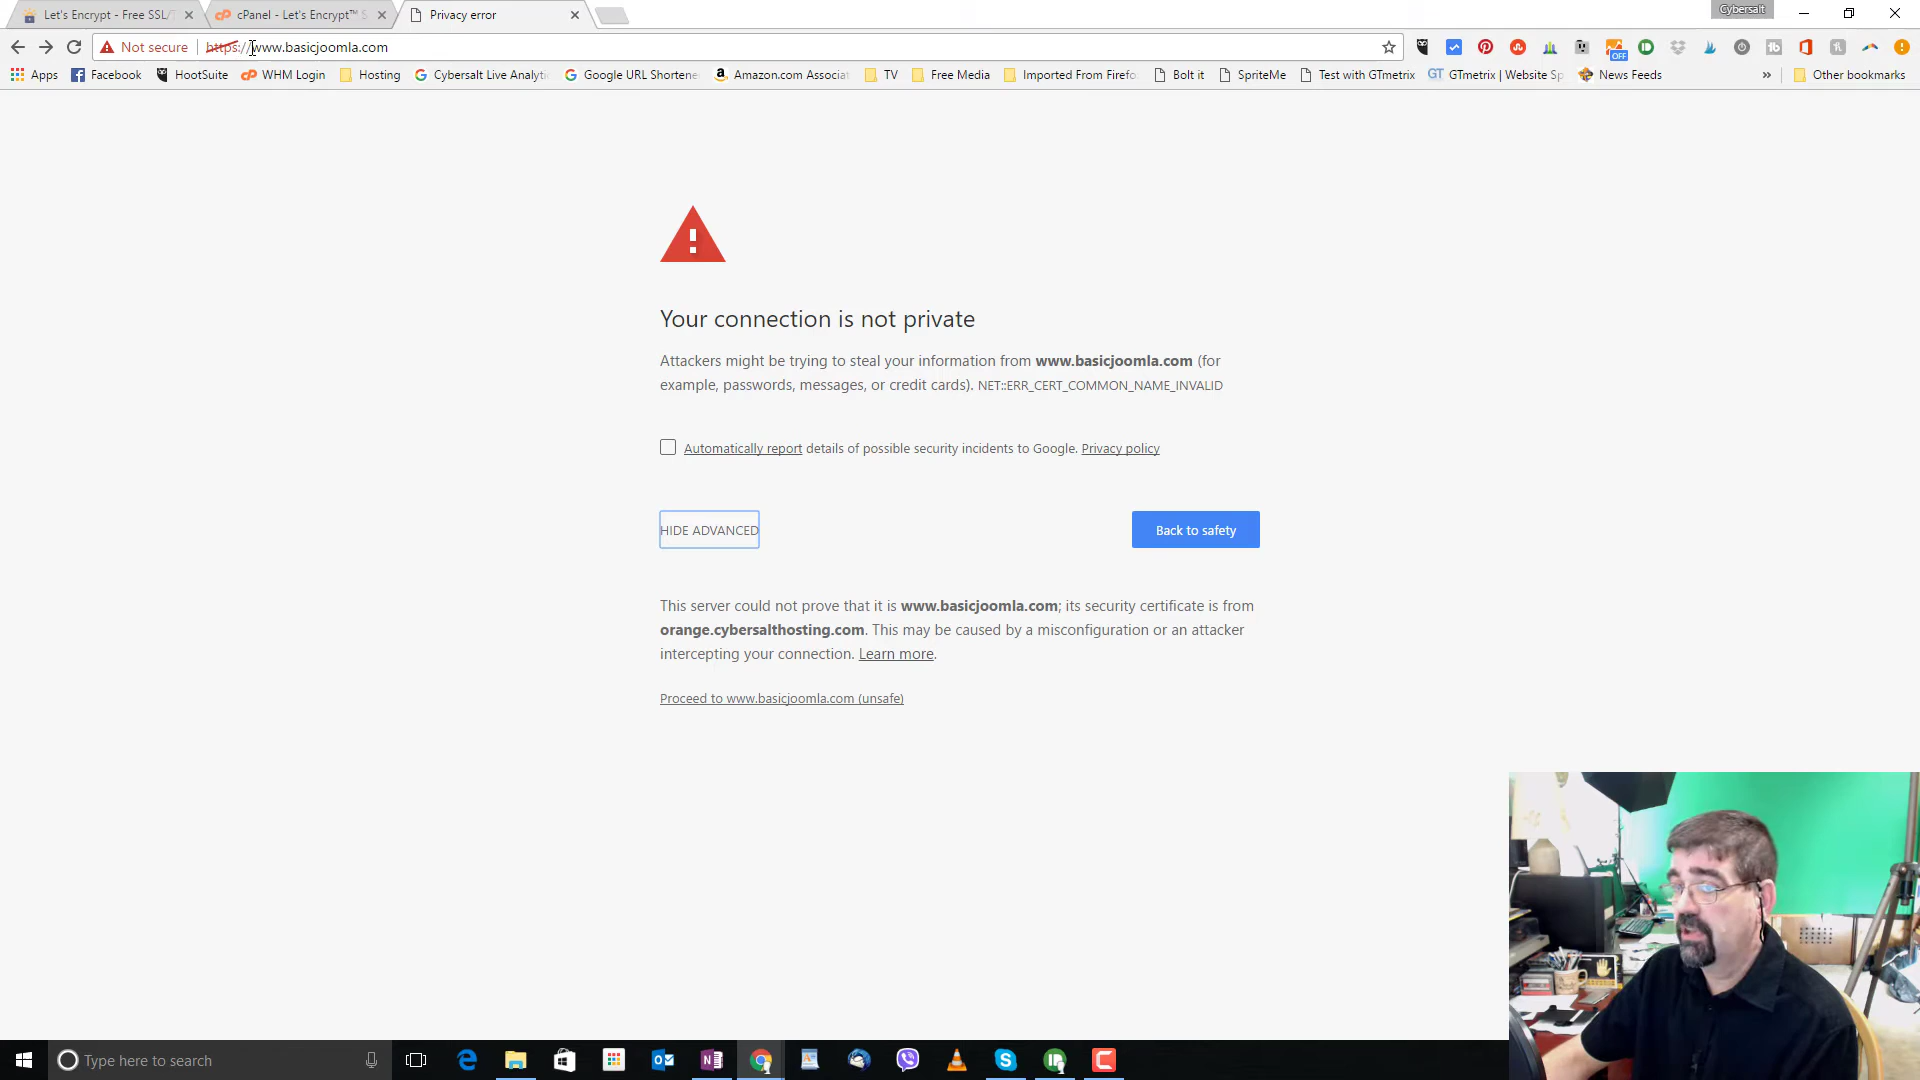 Let's Encrypt - Free SSL/T
cPanel - Let's Encrypt™ S
Privacy error
Cybersalt
Not secure
https://www.basicjoomla.com
OFF
Apps
Facebook
HootSuite
WHM Login
Hosting
Cybersalt Live Analyti
Google URL Shortene
Amazon.com Associat
TV
Free Media
Imported From Firefo
Bolt it
SpriteMe
Test with GTmetrix
GTmetrix | Website Sp
News Feeds
»
Other bookmarks
Your connection is not private
Attackers might be trying to steal your information from www.basicjoomla.com (for
example, passwords, messages, or credit cards). NET::ERR_CERT_COMMON_NAME_INVALID
Automatically report details of possible security incidents to Google. Privacy policy
HIDE ADVANCED
Back to safety
This server could not prove that it is www.basicjoomla.com; its security certificate is from
orange.cybersalthosting.com. This may be caused by a misconfiguration or an attacker
intercepting your connection. Learn more.
Proceed to www.basicjoomla.com (unsafe)
Type here to search